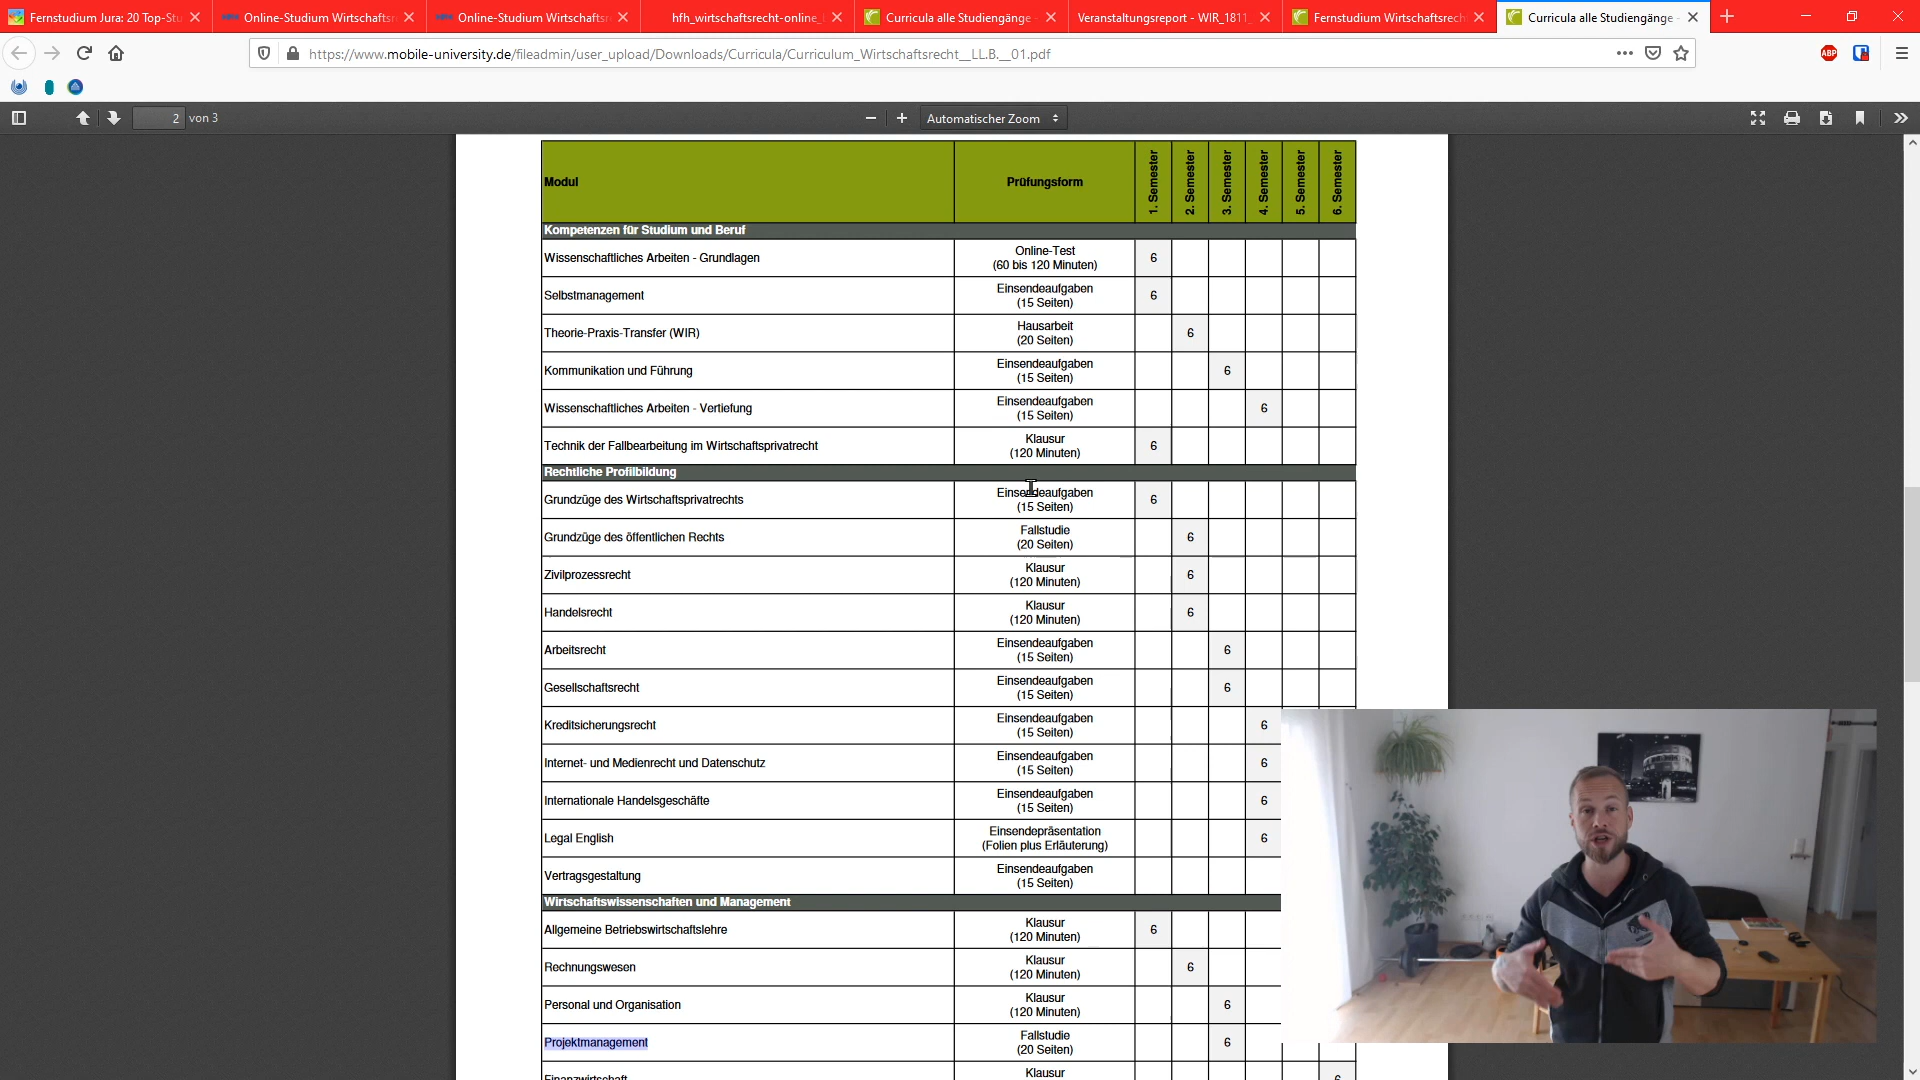 Fernstudium Jura: 20 Top-Stu
Online-Studium Wirtschaftsr
Online-Studium Wirtschaftsr
hfh_wirtschaftsrecht-online_
Curricula alle Studiengänge -
Veranstaltungsreport - WIR_1811_
Fernstudium Wirtschaftsrech
Curricula alle Studiengänge -
https://www.mobile-university.de/fileadmin/user_upload/Downloads/Curricula/Curriculum_Wirtschaftsrecht__LL.B.__01.pdf
ABP
2 von 3
Automatischer Zoom
Modul Prüfungsform 1. Semester 2. Semester 3. Semester 4. Semester 5. Semester 6. Semester
Kompetenzen für Studium und Beruf
Wissenschaftliches Arbeiten - Grundlagen Online-Test 6
(60 bis 120 Minuten)
Selbstmanagement Einsendeaufgaben 6
(15 Seiten)
Theorie-Praxis-Transfer (WIR) Hausarbeit 6
(20 Seiten)
Kommunikation und Führung Einsendeaufgaben 6
(15 Seiten)
Wissenschaftliches Arbeiten - Vertiefung Einsendeaufgaben 6
(15 Seiten)
Technik der Fallbearbeitung im Wirtschaftsprivatrecht Klausur 6
(120 Minuten)
Rechtliche Profilbildung
Grundzüge des Wirtschaftsprivatrechts Einsendeaufgaben 6
(15 Seiten)
Grundzüge des öffentlichen Rechts Fallstudie 6
(20 Seiten)
Zivilprozessrecht Klausur 6
(120 Minuten)
Handelsrecht Klausur 6
(120 Minuten)
Arbeitsrecht Einsendeaufgaben 6
(15 Seiten)
Gesellschaftsrecht Einsendeaufgaben 6
(15 Seiten)
Kreditsicherungsrecht Einsendeaufgaben 6
(15 Seiten)
Internet- und Medienrecht und Datenschutz Einsendeaufgaben 6
(15 Seiten)
Internationale Handelsgeschäfte Einsendeaufgaben 6
(15 Seiten)
Legal English Einsendepräsentation 6
(Folien plus Erläuterung)
Vertragsgestaltung Einsendeaufgaben
(15 Seiten)
Wirtschaftswissenschaften und Management
Allgemeine Betriebswirtschaftslehre Klausur 6
(120 Minuten)
Rechnungswesen Klausur 6
(120 Minuten)
Personal und Organisation Klausur 6
(120 Minuten)
Projektmanagement Fallstudie 6
(20 Seiten)
Finanzwirtschaft Klausur 6